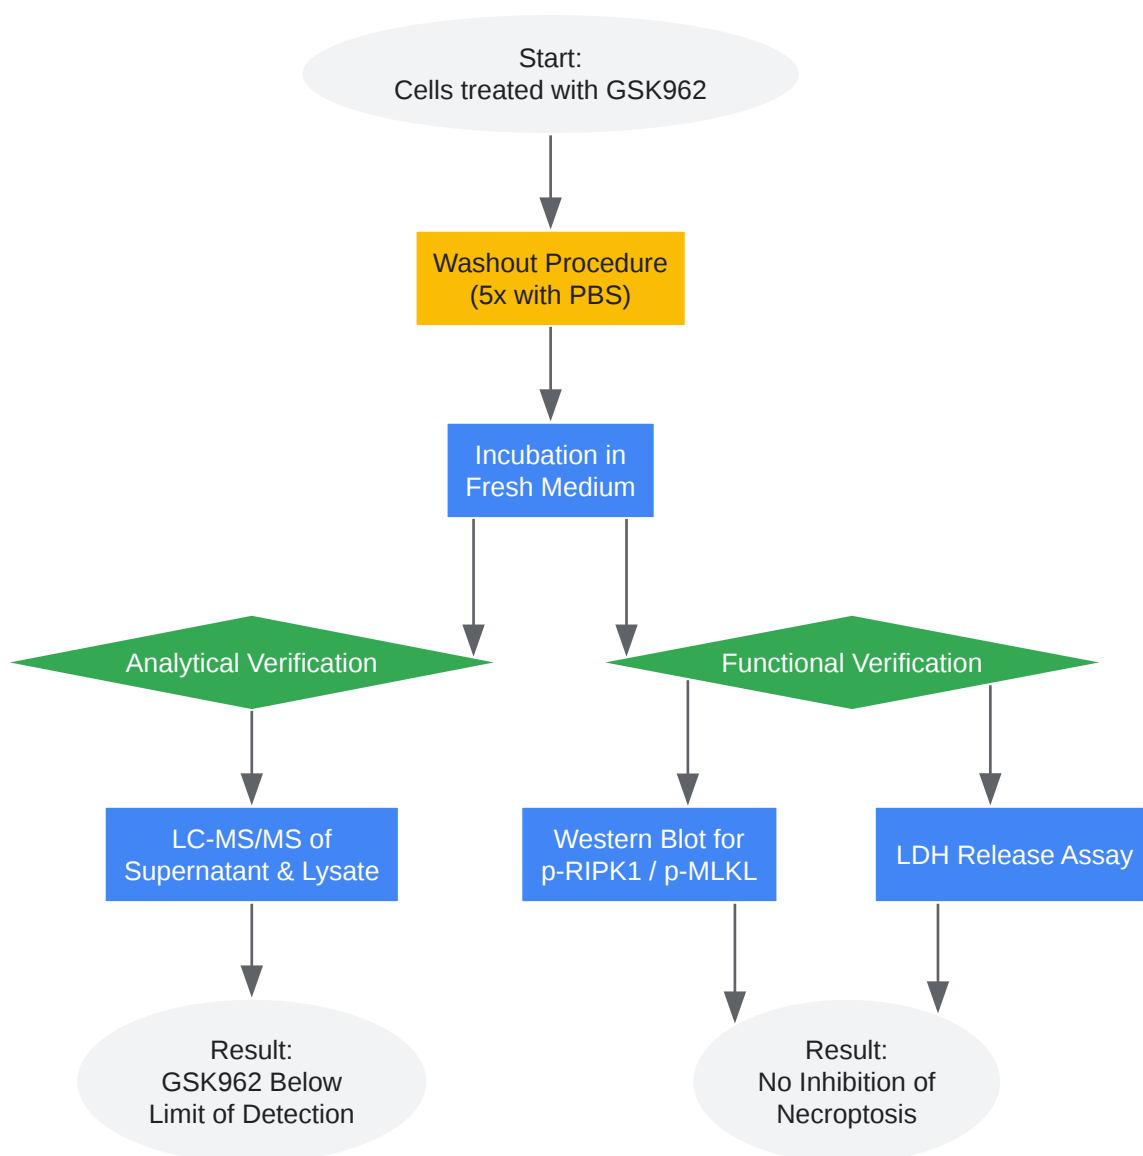 Start:
Cells treated with GSK962
Washout Procedure
(5x with PBS)
Incubation in
Fresh Medium
Analytical Verification
Functional Verification
LC-MS/MS of
Supernatant & Lysate
Western Blot for
p-RIPK1 / p-MLKL
LDH Release Assay
Result:
GSK962 Below
Limit of Detection
Result:
No Inhibition of
Necroptosis